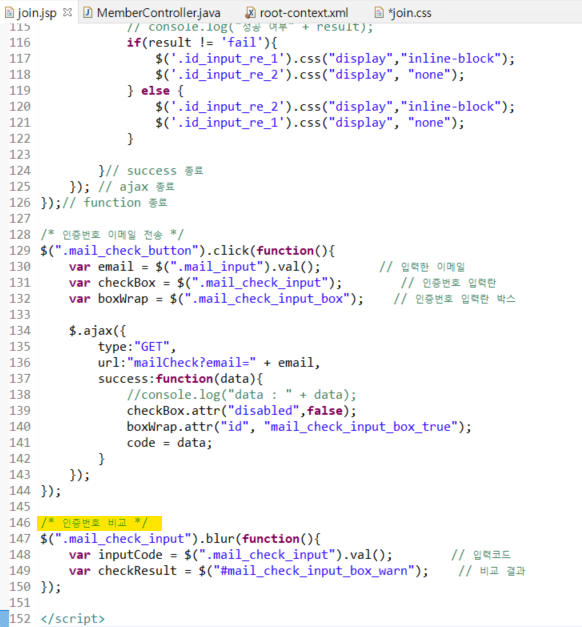 join.jsp MemberController.java root-context.xml *join.css
115 // console.log("성공 여부" + result);
116 if(result != 'fail'){
117 $('.id_input_re_1').css("display","inline-block");
118 $('.id_input_re_2').css("display", "none");
119 } else {
120 $('.id_input_re_2').css("display","inline-block");
121 $('.id_input_re_1').css("display", "none");
122 }
123
124 }// success 종료
125 }); // ajax 종료
126 });// function 종료
127
128 /* 인증번호 이메일 전송 */
129 $(".mail_check_button").click(function(){
130 var email = $(".mail_input").val(); // 입력한 이메일
131 var checkBox = $(".mail_check_input"); // 인증번호 입력란
132 var boxWrap = $(".mail_check_input_box"); // 인증번호 입력란 박스
133
134 $.ajax({
135 type:"GET",
136 url:"mailCheck?email=" + email,
137 success:function(data){
138 //console.log("data : " + data);
139 checkBox.attr("disabled",false);
140 boxWrap.attr("id", "mail_check_input_box_true");
141 code = data;
142 }
143 });
144 });
145
146 /* 인증번호 비교 */
147 $(".mail_check_input").blur(function(){
148 var inputCode = $(".mail_check_input").val(); // 입력코드
149 var checkResult = $("#mail_check_input_box_warn"); // 비교 결과
150 });
151
152 </script>